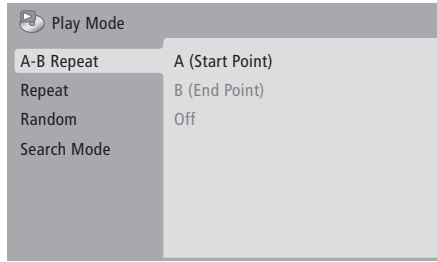 Play Mode
A-B Repeat
Repeat
Random
Search Mode
A (Start Point)
B (End Point)
Off